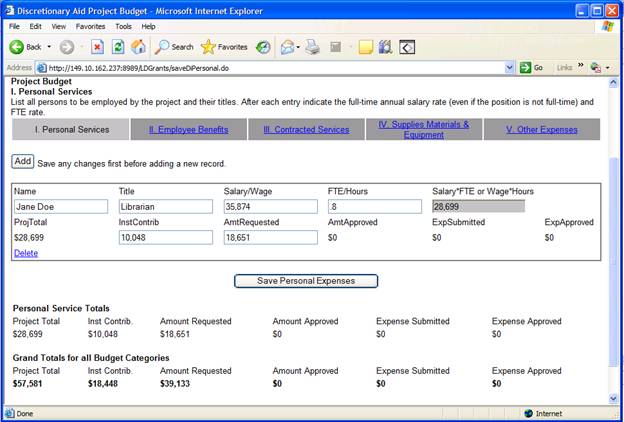 Discretionary Aid Project Budget - Microsoft Internet Explorer
File Edit View Favorites Tools Help
Back Search Favorites
Address http://149.10.162.237:8989/LDGrants/saveDiPersonal.do Go Links »
Project Budget
I. Personal Services
List all persons to be employed by the project and their titles. After each entry indicate the full-time annual salary rate (even if the position is not full-time) and
FTE rate.
I. Personal Services II. Employee Benefits III. Contracted Services IV. Supplies Materials & V. Other Expenses
Equipment
Add Save any changes first before adding a new record.
Name Title Salary/Wage FTE/Hours Salary*FTE or Wage*Hours
Jane Doe Librarian 35,874 .8 28,699
ProjTotal InstContrib AmtRequested AmtApproved ExpSubmitted ExpApproved
$28,699 10,048 18,651 $0 $0 $0
Delete
Save Personal Expenses
Personal Service Totals
Project Total Inst Contrib. Amount Requested Amount Approved Expense Submitted Expense Approved
$28,699 $10,048 $18,651 $0 $0 $0
Grand Totals for all Budget Categories
Project Total Inst Contrib. Amount Requested Amount Approved Expense Submitted Expense Approved
$57,581 $18,448 $39,133 $0 $0 $0
Done Internet